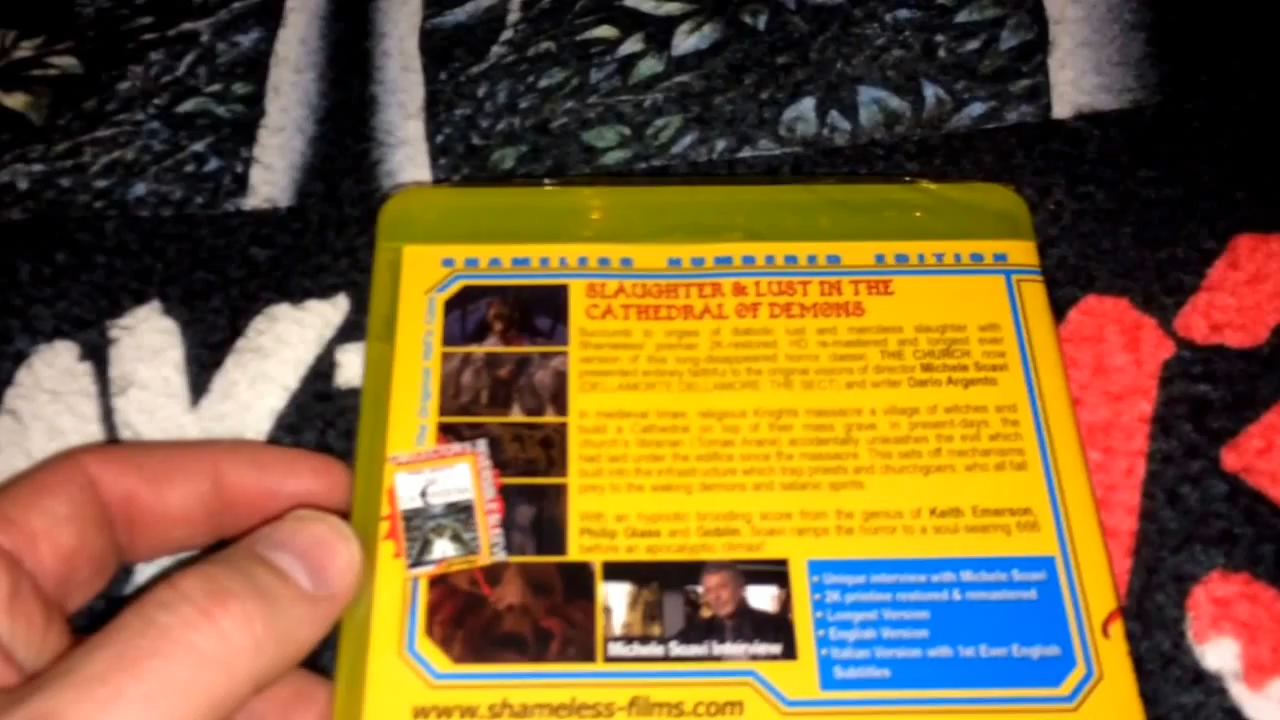 SHAMELESS NUMBERED EDITION
SLAUGHTER & LUST IN THE
CATHEDRAL OF DEMONS
Succumb to orgies of diabolic lust and merciless slaughter with
Shameless' premier 2K-restored, HD re-mastered and longest ever
version of this long-disappeared horror classic, THE CHURCH, now
presented entirely faithful to the original visions of director Michele Soavi
(DELLAMORTE DELLAMORE, THE SECT) and writer Dario Argento.
In medieval times religious Knights massacre a village of witches and
build a Cathedral on top of their mass grave. In present-days, the
church's librarian (Tomas Arana) accidentally unleashes the evil which
had laid under the edifice since the massacre. This sets off mechanisms
built into the infrastructure which trap priests and churchgoers who all fall
prey to the waking demons and satanic spirits.
With an hypnotic brooding score from the genius of Keith Emerson,
Philip Glass and Goblin, Soavi ramps the horror to a soul-searing 666
before an apocalyptic climax!
Michele Soavi Interview
• Unique interview with Michele Soavi
• 2K pristine restored & remastered
• Longest Version
• English Version
• Italian Version with 1st Ever English
Subtitles
www.shameless-films.com